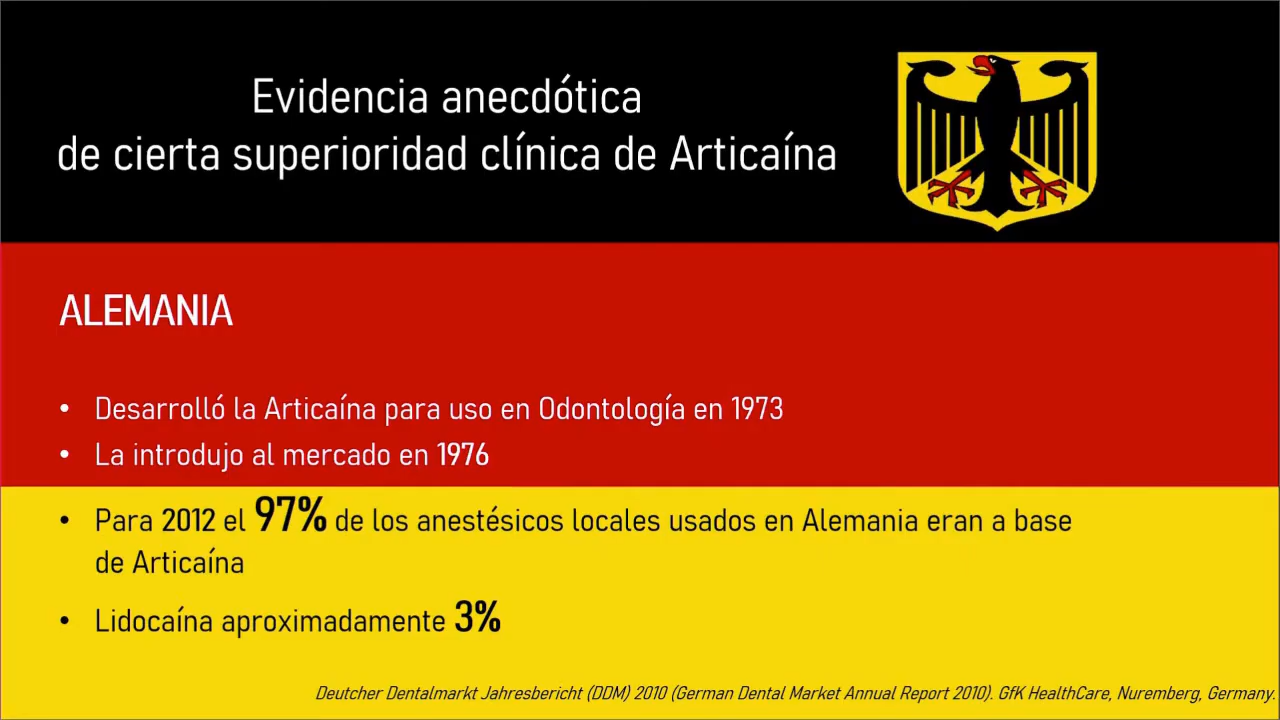 Evidencia anecdótica
de cierta superioridad clínica de Articaína
ALEMANIA
• Desarrolló la Articaína para uso en Odontología en 1973
• La introdujo al mercado en 1976
• Para 2012 el 97% de los anestésicos locales usados en Alemania eran a base
de Articaína
• Lidocaína aproximadamente 3%
Deutcher Dentalmarkt Jahresbericht (DDM) 2010 (German Dental Market Annual Report 2010). GfK HealthCare, Nuremberg, Germany.